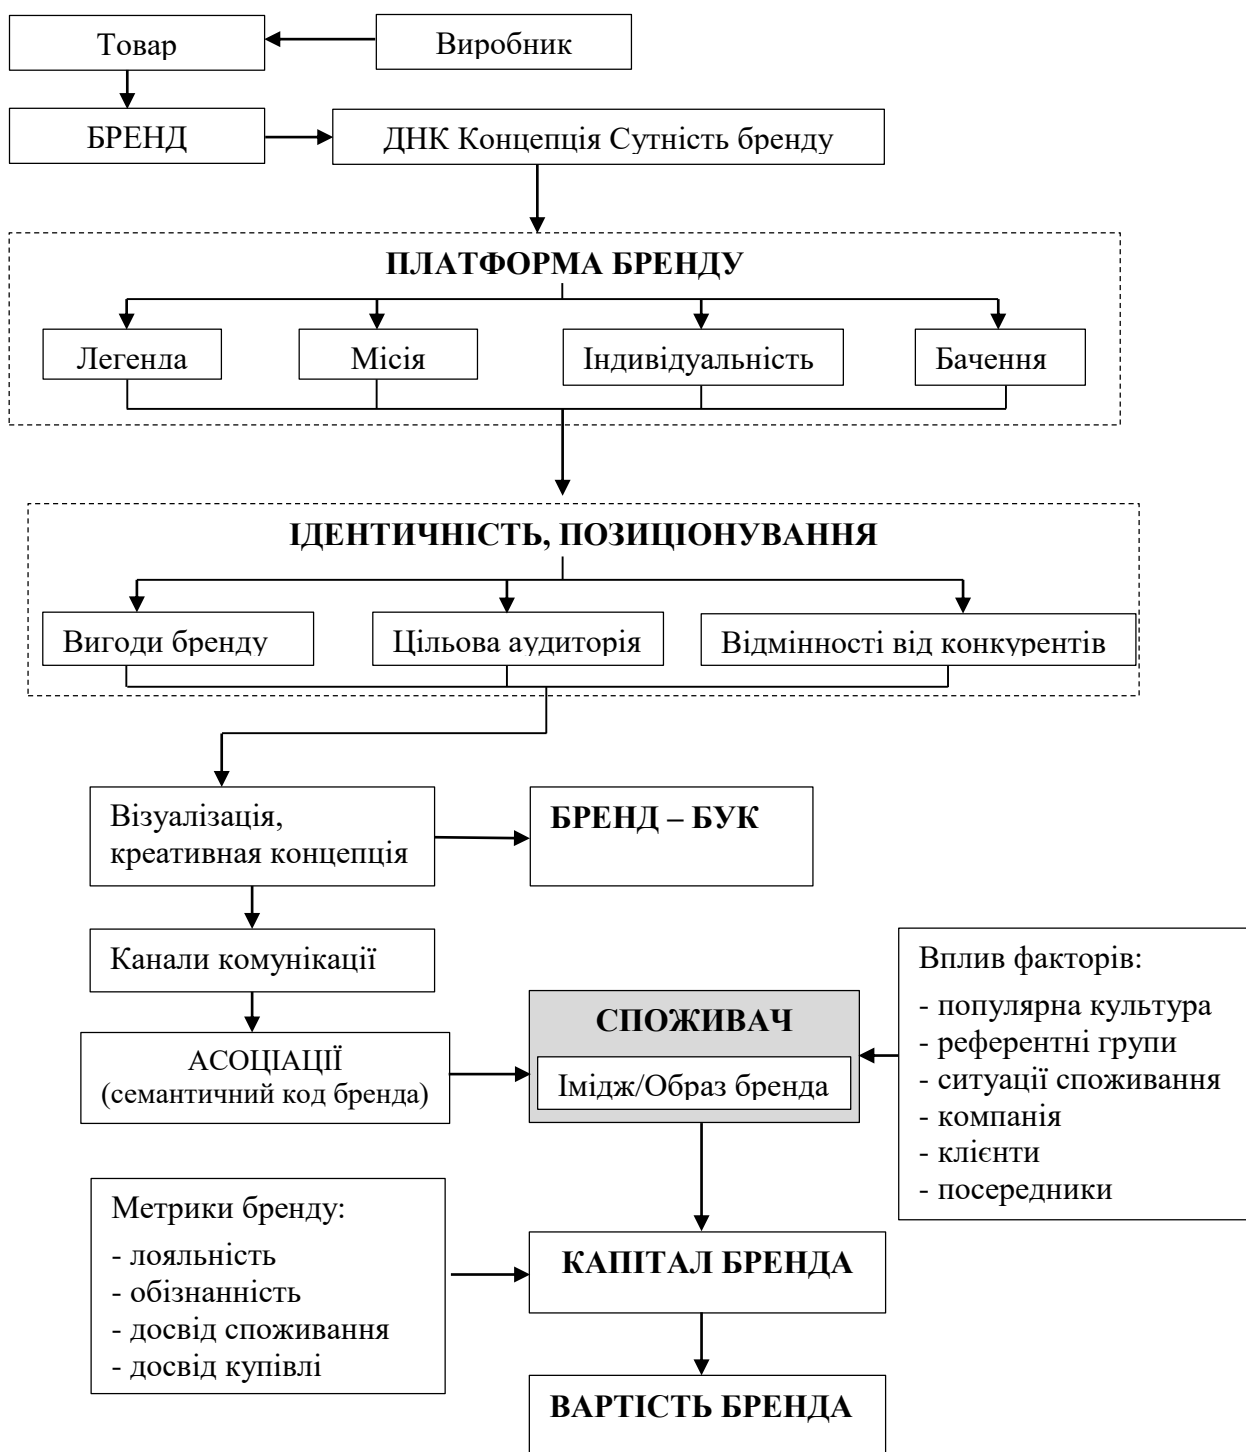 Товар
Виробник
БРЕНД
ДНК Концепція Сутність бренду
ПЛАТФОРМА БРЕНДУ
Легенда
Місія
Індивідуальність
Бачення
ІДЕНТИЧНІСТЬ, ПОЗИЦІОНУВАННЯ
Вигоди бренду
Цільова аудиторія
Відмінності від конкурентів
Візуалізація,
креативная концепція
БРЕНД – БУК
Канали комунікації
АСОЦІАЦІЇ
(семантичний код бренда)
СПОЖИВАЧ
Імідж/Образ бренда
Вплив факторів:
- популярна культура
- референтні групи
- ситуації споживання
- компанія
- клієнти
- посередники
Метрики бренду:
- лояльність
- обізнанність
- досвід споживання
- досвід купівлі
КАПІТАЛ БРЕНДА
ВАРТІСТЬ БРЕНДА